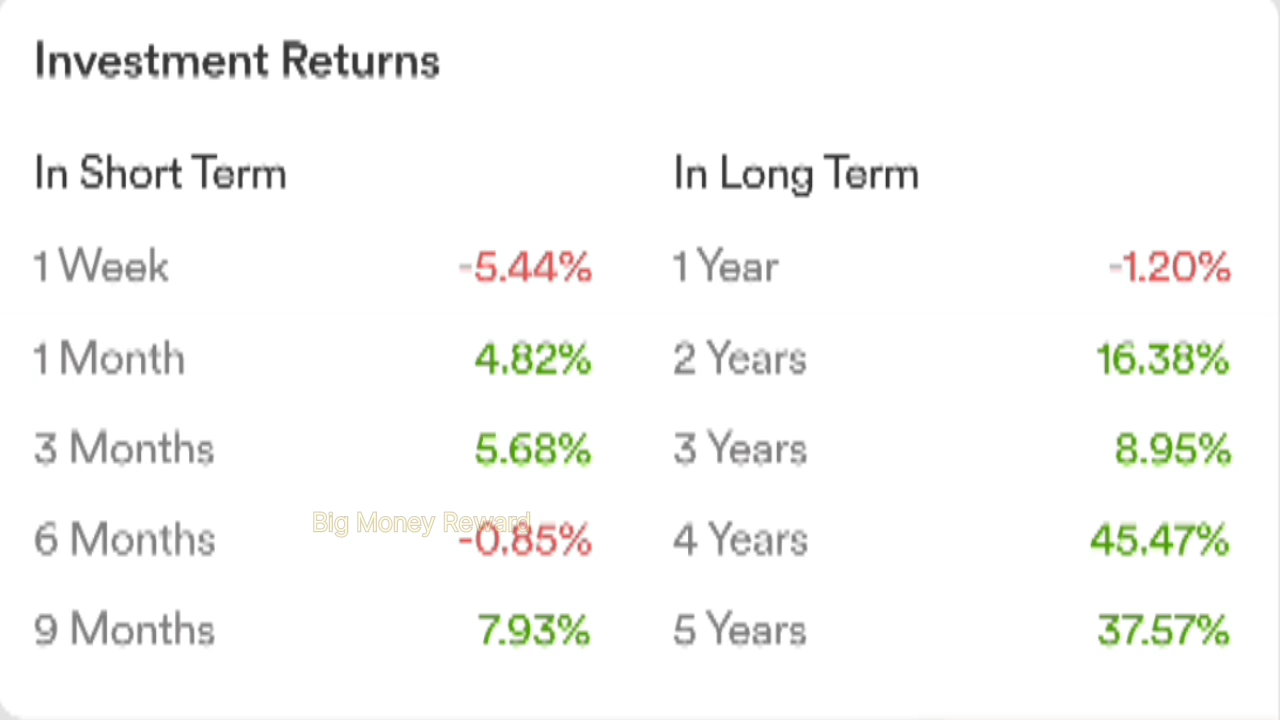 Investment Returns
In Short Term
1 Week -5.44%
1 Month 4.82%
3 Months 5.68%
6 Months -0.85%
9 Months 7.93%
In Long Term
1 Year -1.20%
2 Years 16.38%
3 Years 8.95%
4 Years 45.47%
5 Years 37.57%
Big Money Reward